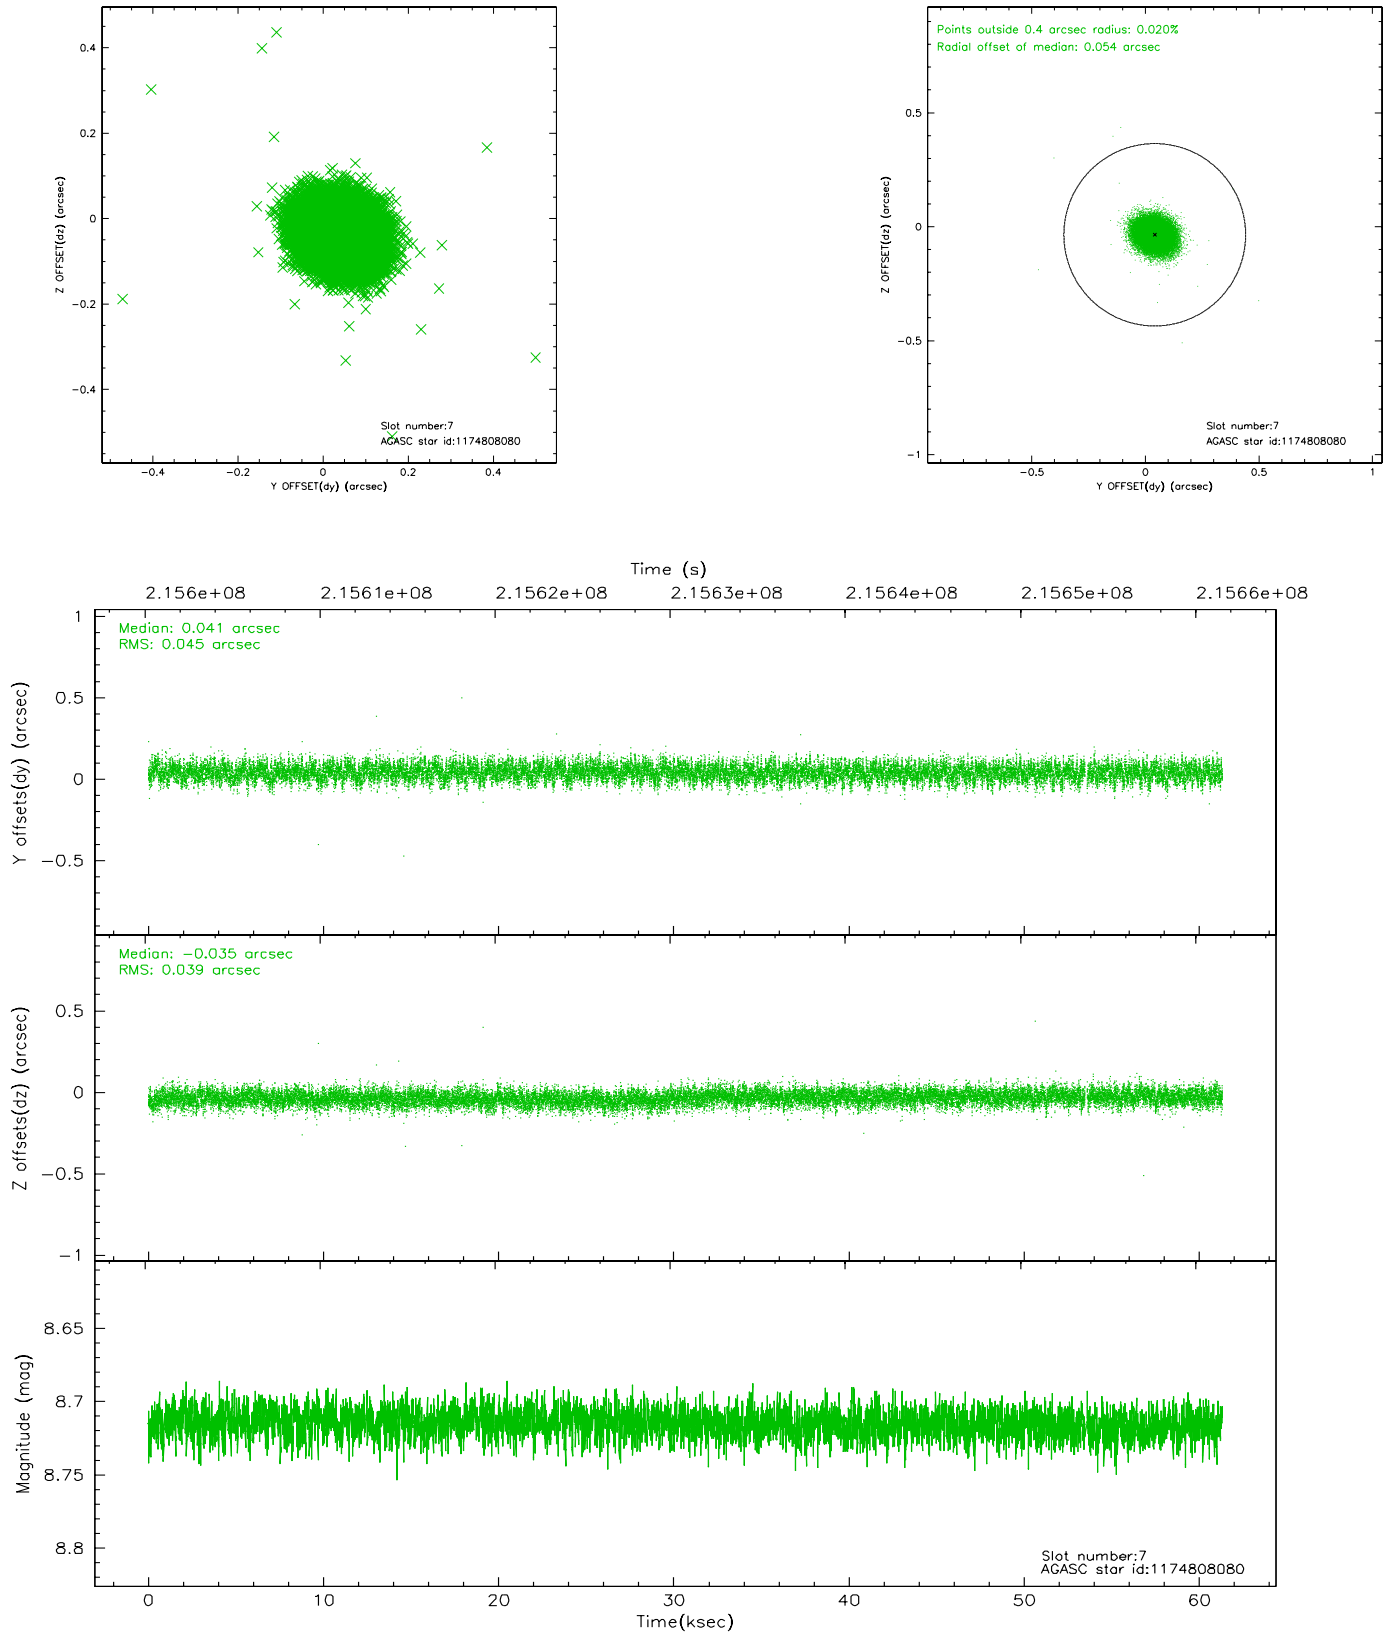 0.4
0.2
0
−0.2
−0.4
Z OFFSET(dz) (arcsec)
Slot number:7
AGASC star id:1174808080
−0.4 −0.2 0 0.2 0.4
Y OFFSET(dy) (arcsec)
Points outside 0.4 arcsec radius: 0.020%
Radial offset of median: 0.054 arcsec
0.5
0
−0.5
−1
Z OFFSET(dz) (arcsec)
Slot number:7
AGASC star id:1174808080
−0.5 0 0.5 1
Y OFFSET(dy) (arcsec)
Time (s)
2.156e+08 2.1561e+08 2.1562e+08 2.1563e+08 2.1564e+08 2.1565e+08 2.1566e+08
Median: 0.041 arcsec
RMS: 0.045 arcsec
1
0.5
0
−0.5
Y offsets(dy) (arcsec)
Median: −0.035 arcsec
RMS: 0.039 arcsec
0.5
0
−0.5
−1
Z offsets(dz) (arcsec)
8.65
8.7
8.75
8.8
Magnitude (mag)
Slot number:7
AGASC star id:1174808080
0 10 20 30 40 50 60
Time(ksec)